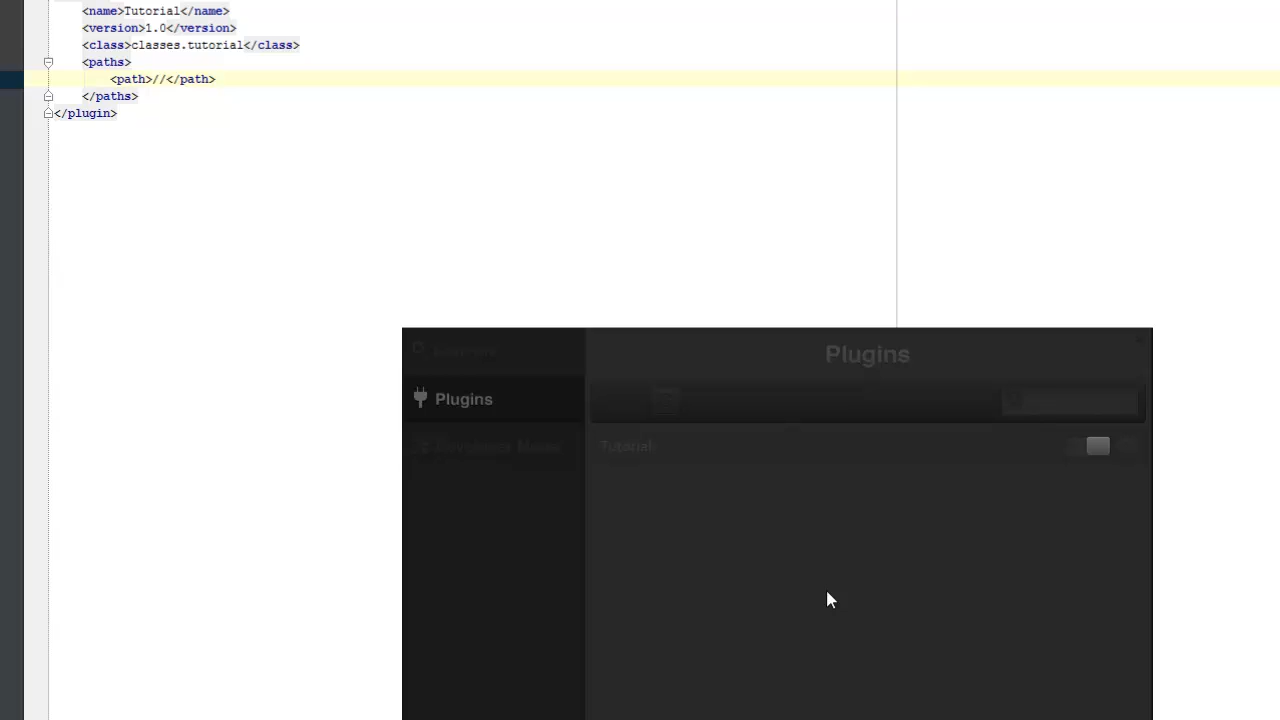 <name>Tutorial</name>
<version>1.0</version>
<class>classes.tutorial</class>
<paths>
<path>//</path>
</paths>
</plugin>
Plugins
Plugins
Tutorial